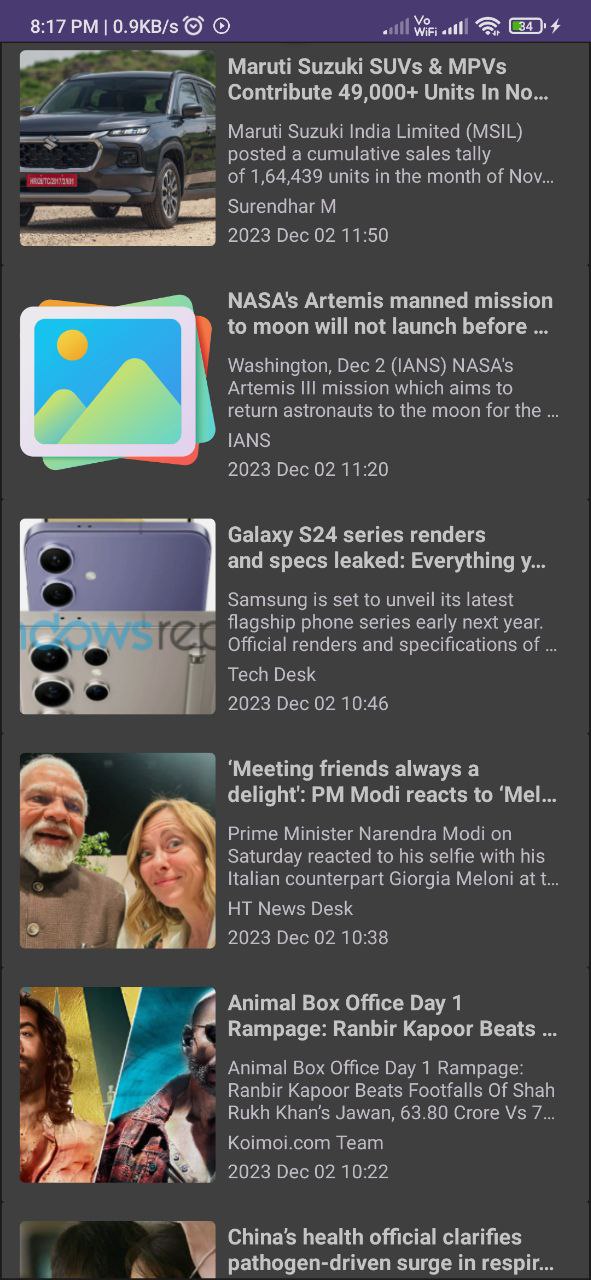 8:17 PM | 0.9KB/s
Vo
WiFi
34
Maruti Suzuki SUVs & MPVs
Contribute 49,000+ Units In No...
Maruti Suzuki India Limited (MSIL)
posted a cumulative sales tally
of 1,64,439 units in the month of Nov...
Surendhar M
2023 Dec 02 11:50
NASA's Artemis manned mission
to moon will not launch before ...
Washington, Dec 2 (IANS) NASA's
Artemis III mission which aims to
return astronauts to the moon for the ...
IANS
2023 Dec 02 11:20
Galaxy S24 series renders
and specs leaked: Everything y...
Samsung is set to unveil its latest
flagship phone series early next year.
Official renders and specifications of ...
Tech Desk
2023 Dec 02 10:46
ndowsrep
‘Meeting friends always a
delight': PM Modi reacts to ‘Mel...
Prime Minister Narendra Modi on
Saturday reacted to his selfie with his
Italian counterpart Giorgia Meloni at t...
HT News Desk
2023 Dec 02 10:38
Animal Box Office Day 1
Rampage: Ranbir Kapoor Beats ...
Animal Box Office Day 1 Rampage:
Ranbir Kapoor Beats Footfalls Of Shah
Rukh Khan’s Jawan, 63.80 Crore Vs 7...
Koimoi.com Team
2023 Dec 02 10:22
China’s health official clarifies
pathogen-driven surge in respir...